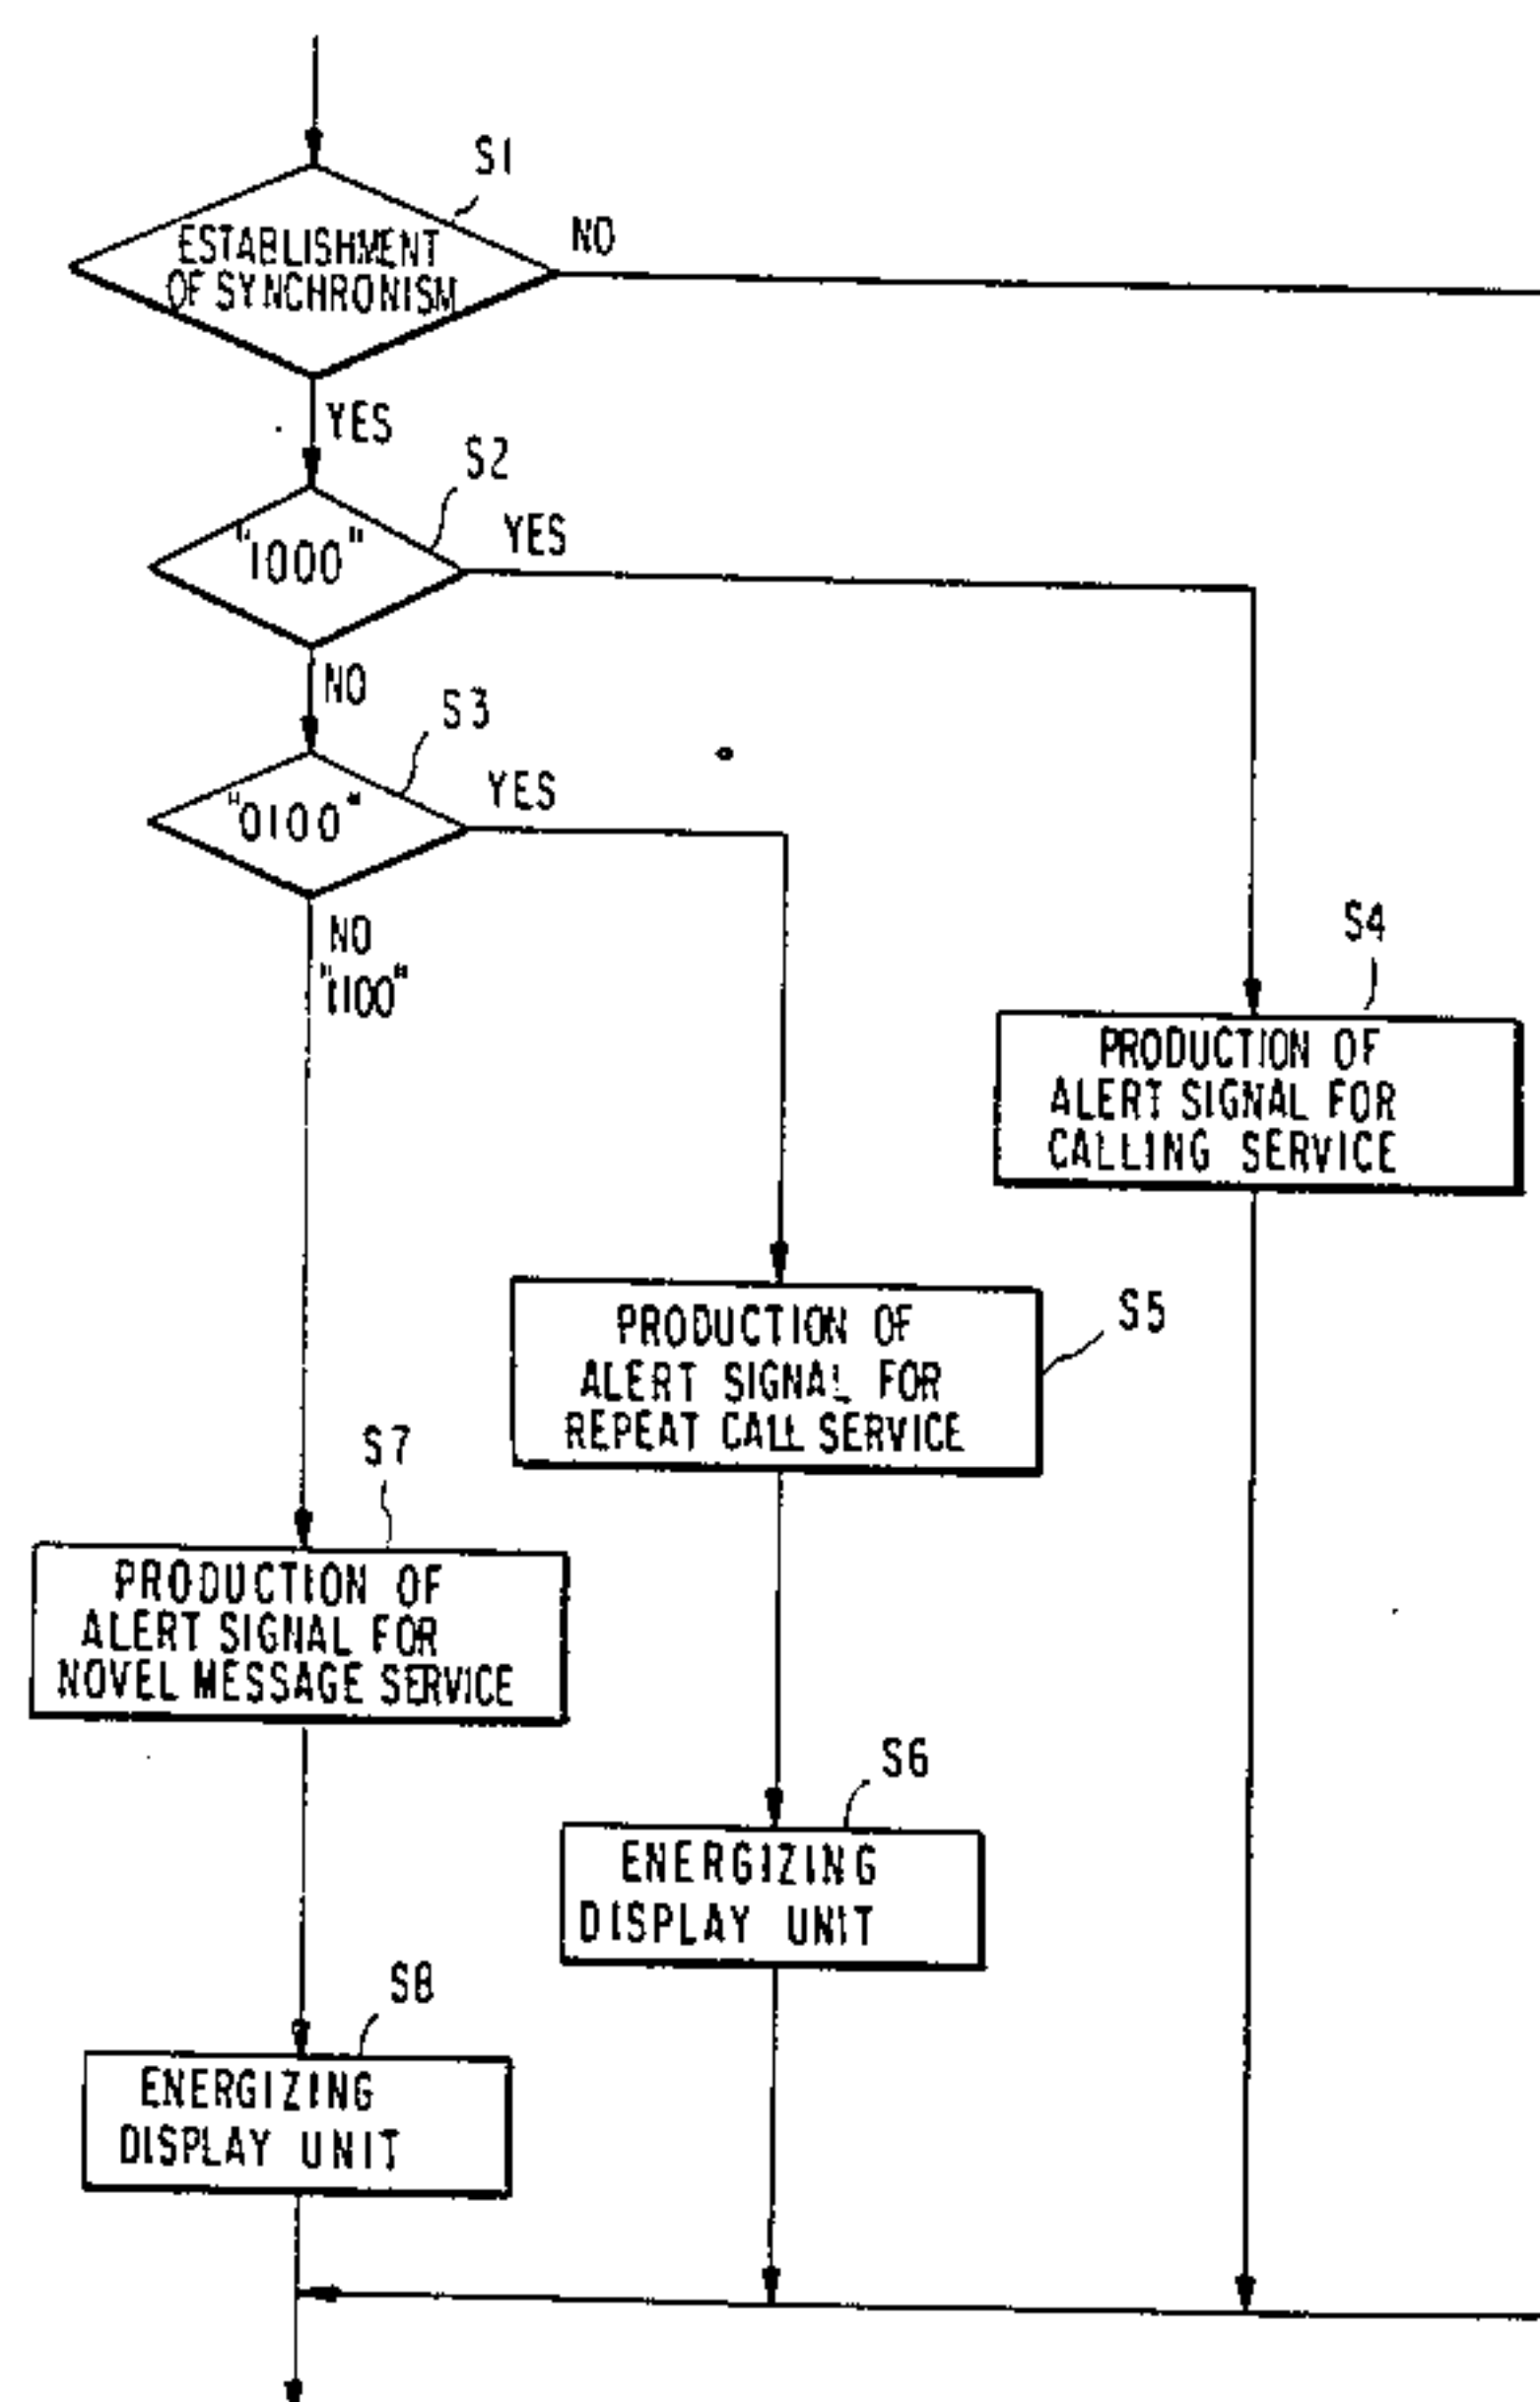 S1
ESTABLISHMENT
OF SYNCHRONISM
NO
YES
S2
"1000"
YES
NO
S3
"0100"
YES
NO
"1100"
S4
PRODUCTION OF
ALERT SIGNAL FOR
CALLING SERVICE
PRODUCTION OF
ALERT SIGNAL FOR
REPEAT CALL SERVICE
S5
S7
PRODUCTION OF
ALERT SIGNAL FOR
NOVEL MESSAGE SERVICE
S6
ENERGIZING
DISPLAY UNIT
S8
ENERGIZING
DISPLAY UNIT